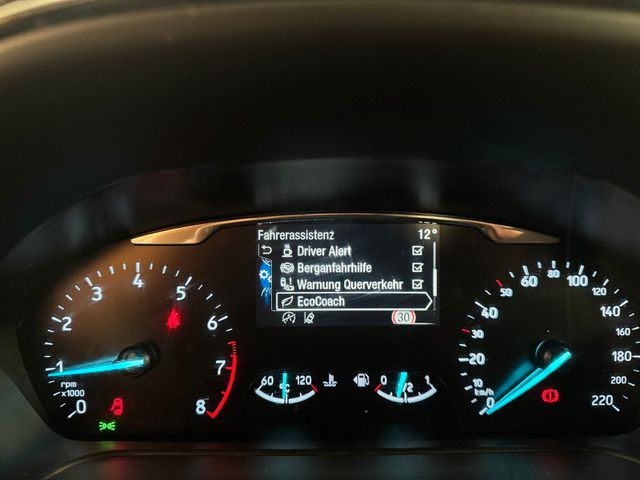 Fahrerassistenz 12°
Driver Alert
Berganfahrhilfe
Warnung Querverkehr
EcoCoach
30
0 1 2 3 4 5 6 7 8
rpm
x1000
60 °C 120
0 1/2 1
0 10 20 30 40 50 60 80 100 120 140 160 180 200 220
km/h